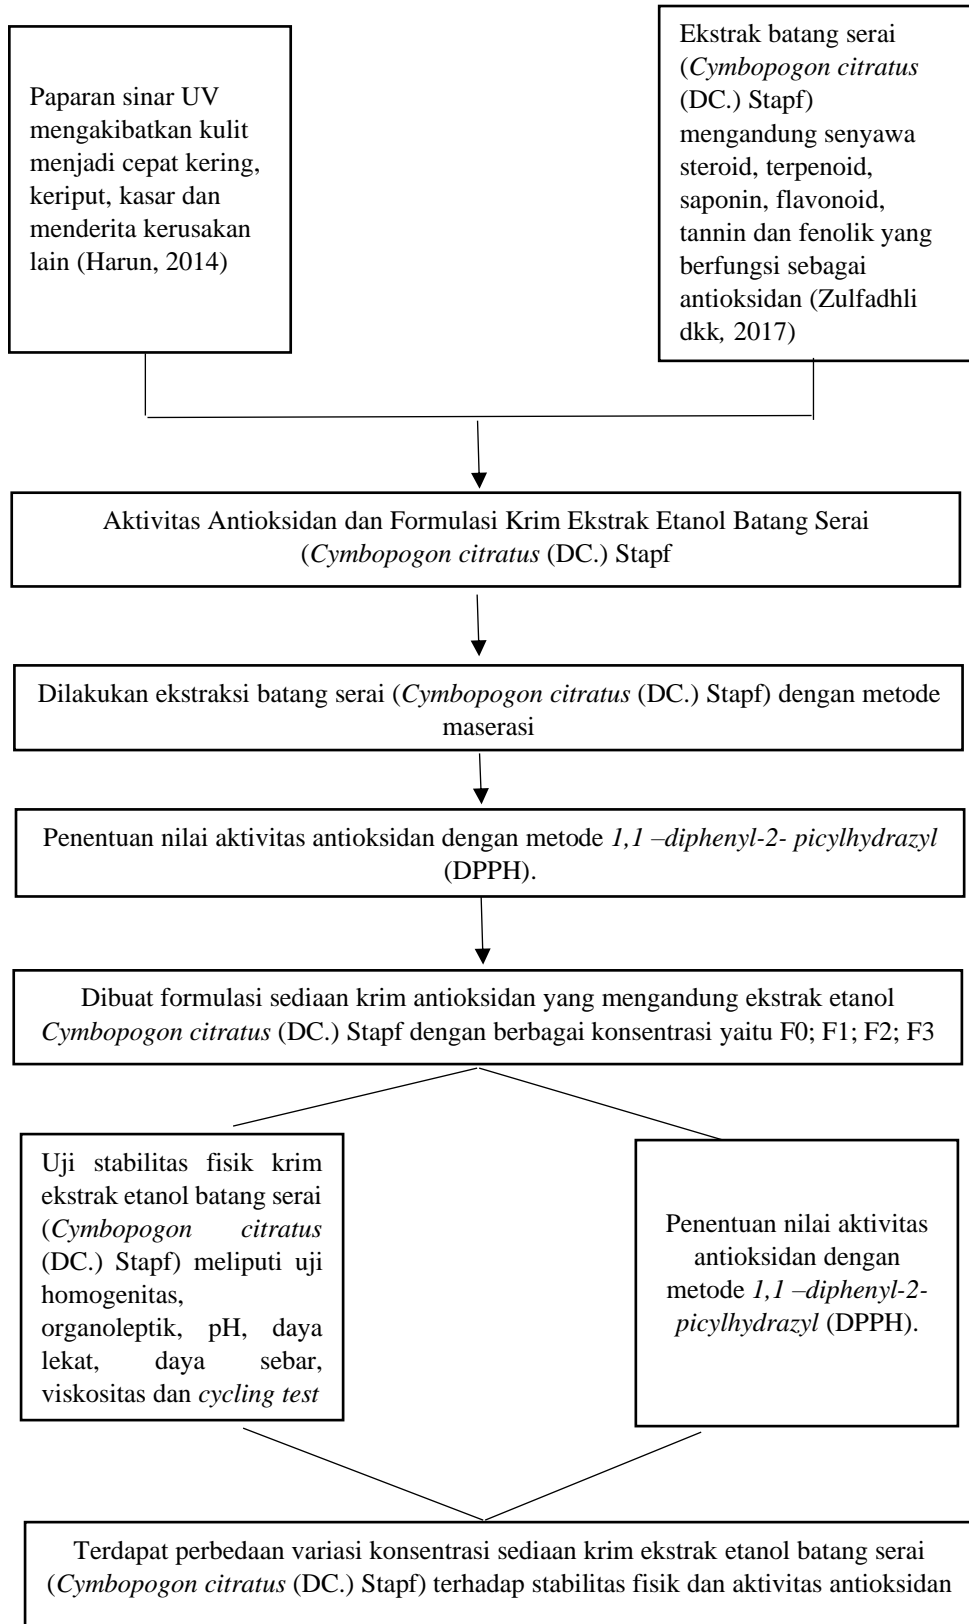 Paparan sinar UV
mengakibatkan kulit
menjadi cepat kering,
keriput, kasar dan
menderita kerusakan
lain (Harun, 2014)
Ekstrak batang serai
(Cymbopogon citratus
(DC.) Stapf)
mengandung senyawa
steroid, terpenoid,
saponin, flavonoid,
tannin dan fenolik yang
berfungsi sebagai
antioksidan (Zulfadhli
dkk, 2017)
Aktivitas Antioksidan dan Formulasi Krim Ekstrak Etanol Batang Serai
(Cymbopogon citratus (DC.) Stapf
Dilakukan ekstraksi batang serai (Cymbopogon citratus (DC.) Stapf) dengan metode
maserasi
Penentuan nilai aktivitas antioksidan dengan metode 1,1 –diphenyl-2- picylhydrazyl
(DPPH).
Dibuat formulasi sediaan krim antioksidan yang mengandung ekstrak etanol
Cymbopogon citratus (DC.) Stapf dengan berbagai konsentrasi yaitu F0; F1; F2; F3
Uji stabilitas fisik krim
ekstrak etanol batang serai
(Cymbopogon citratus
(DC.) Stapf) meliputi uji
homogenitas,
organoleptik, pH, daya
lekat, daya sebar,
viskositas dan cycling test
Penentuan nilai aktivitas
antioksidan dengan
metode 1,1 –diphenyl-2-
picylhydrazyl (DPPH).
Terdapat perbedaan variasi konsentrasi sediaan krim ekstrak etanol batang serai
(Cymbopogon citratus (DC.) Stapf) terhadap stabilitas fisik dan aktivitas antioksidan